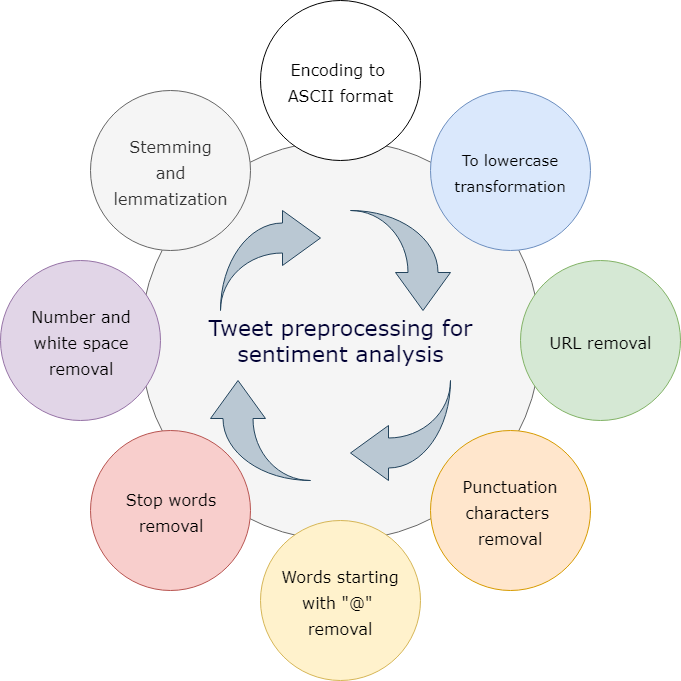 Encoding to
ASCII format
To lowercase
transformation
URL removal
Punctuation
characters
removal
Words starting
with "@"
removal
Stop words
removal
Number and
white space
removal
Stemming
and
lemmatization
Tweet preprocessing for
sentiment analysis